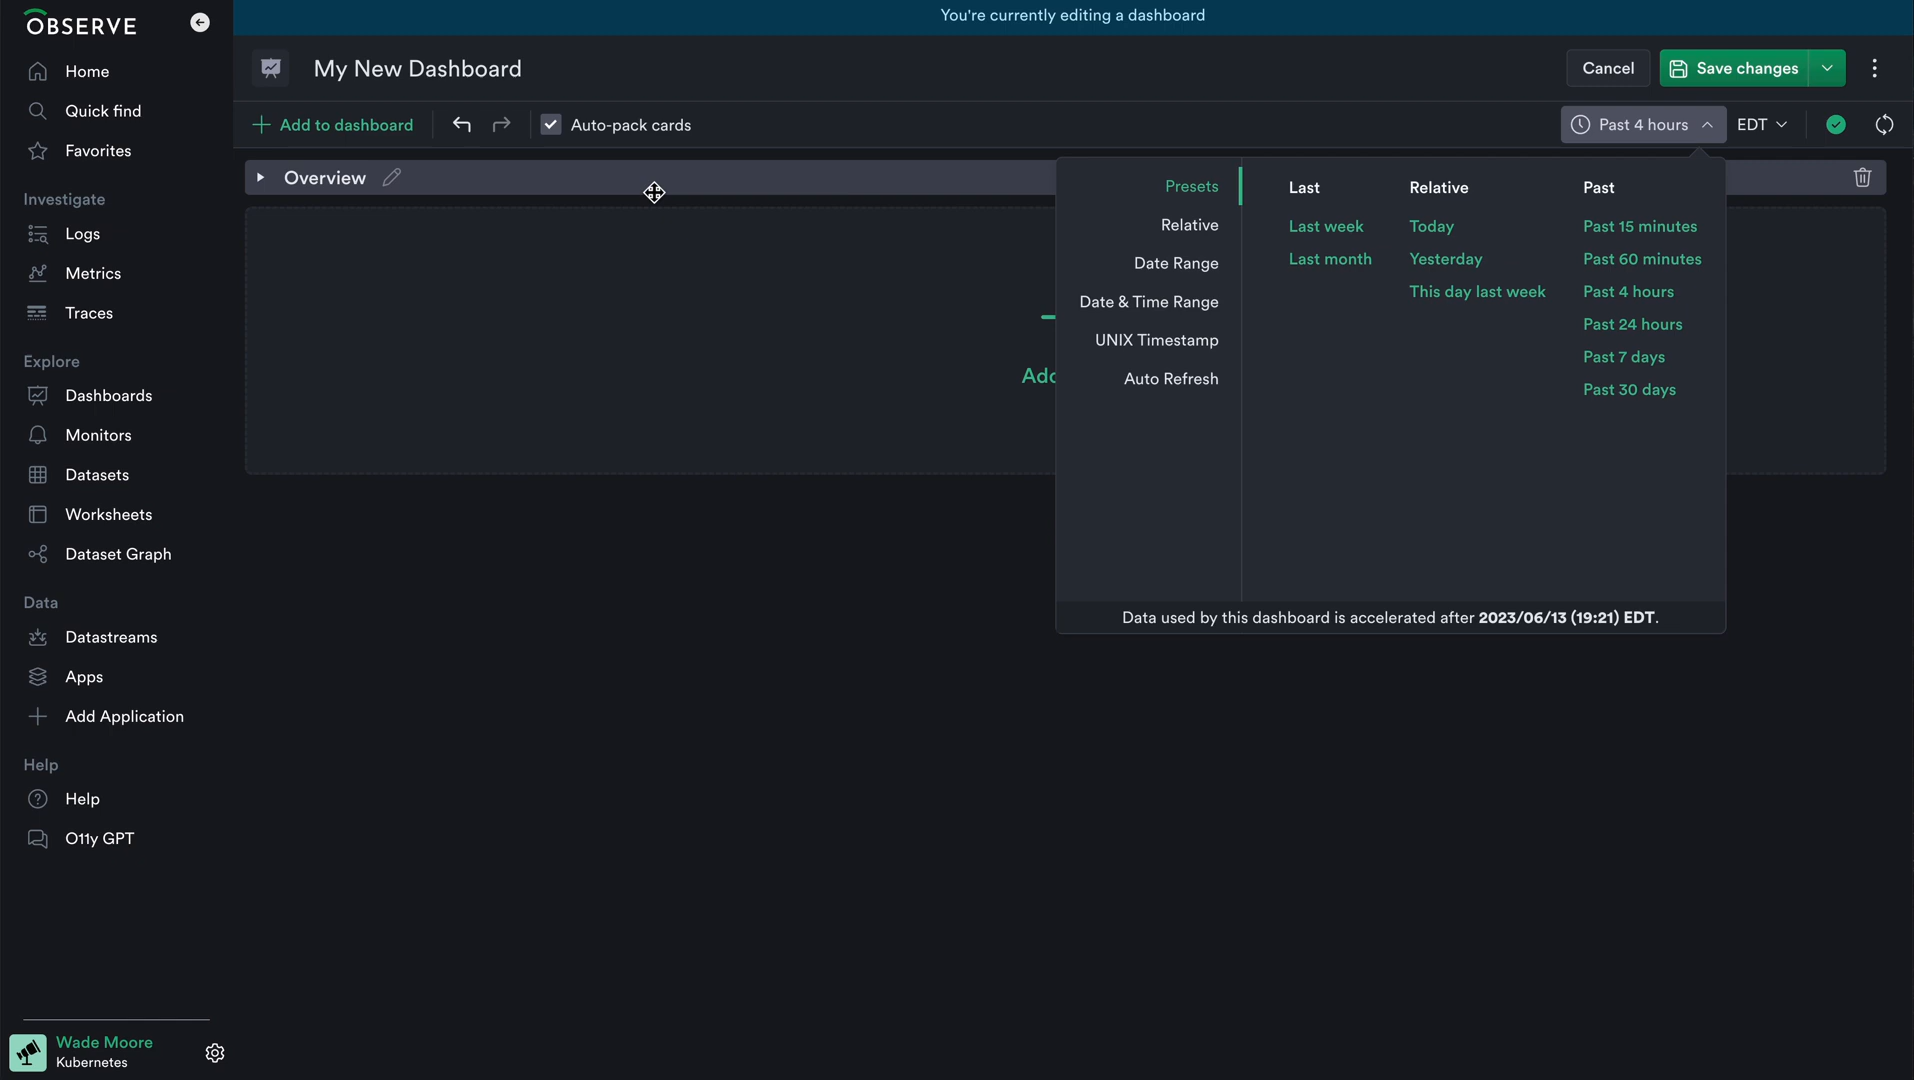 OBSERVE
Home
Quick find
Favorites
Investigate
Logs
Metrics
Traces
Explore
Dashboards
Monitors
Datasets
Worksheets
Dataset Graph
Data
Datastreams
Apps
Add Application
Help
Help
O11y GPT
Wade Moore
Kubernetes
You're currently editing a dashboard
My New Dashboard
Cancel
Save changes
Add to dashboard
Auto-pack cards
Past 4 hours
EDT
Overview
Add
Presets
Relative
Date Range
Date & Time Range
UNIX Timestamp
Auto Refresh
Last
Last week
Last month
Relative
Today
Yesterday
This day last week
Past
Past 15 minutes
Past 60 minutes
Past 4 hours
Past 24 hours
Past 7 days
Past 30 days
Data used by this dashboard is accelerated after 2023/06/13 (19:21) EDT.